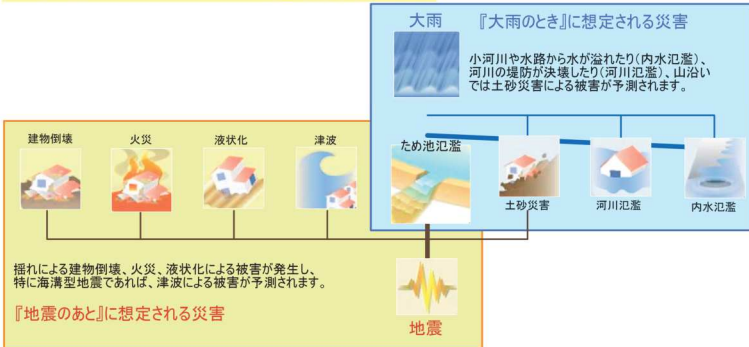 大雨
『大雨のとき』に想定される災害
小河川や水路から水が溢れたり(内水氾濫)、
河川の堤防が決壊したり(河川氾濫)、山沿い
では土砂災害による被害が予測されます。
建物倒壊
火災
液状化
津波
ため池氾濫
土砂災害
河川氾濫
内水氾濫
揺れによる建物倒壊、火災、液状化による被害が発生し、
特に海溝型地震であれば、津波による被害が予測されます。
『地震のあと』に想定される災害
地震